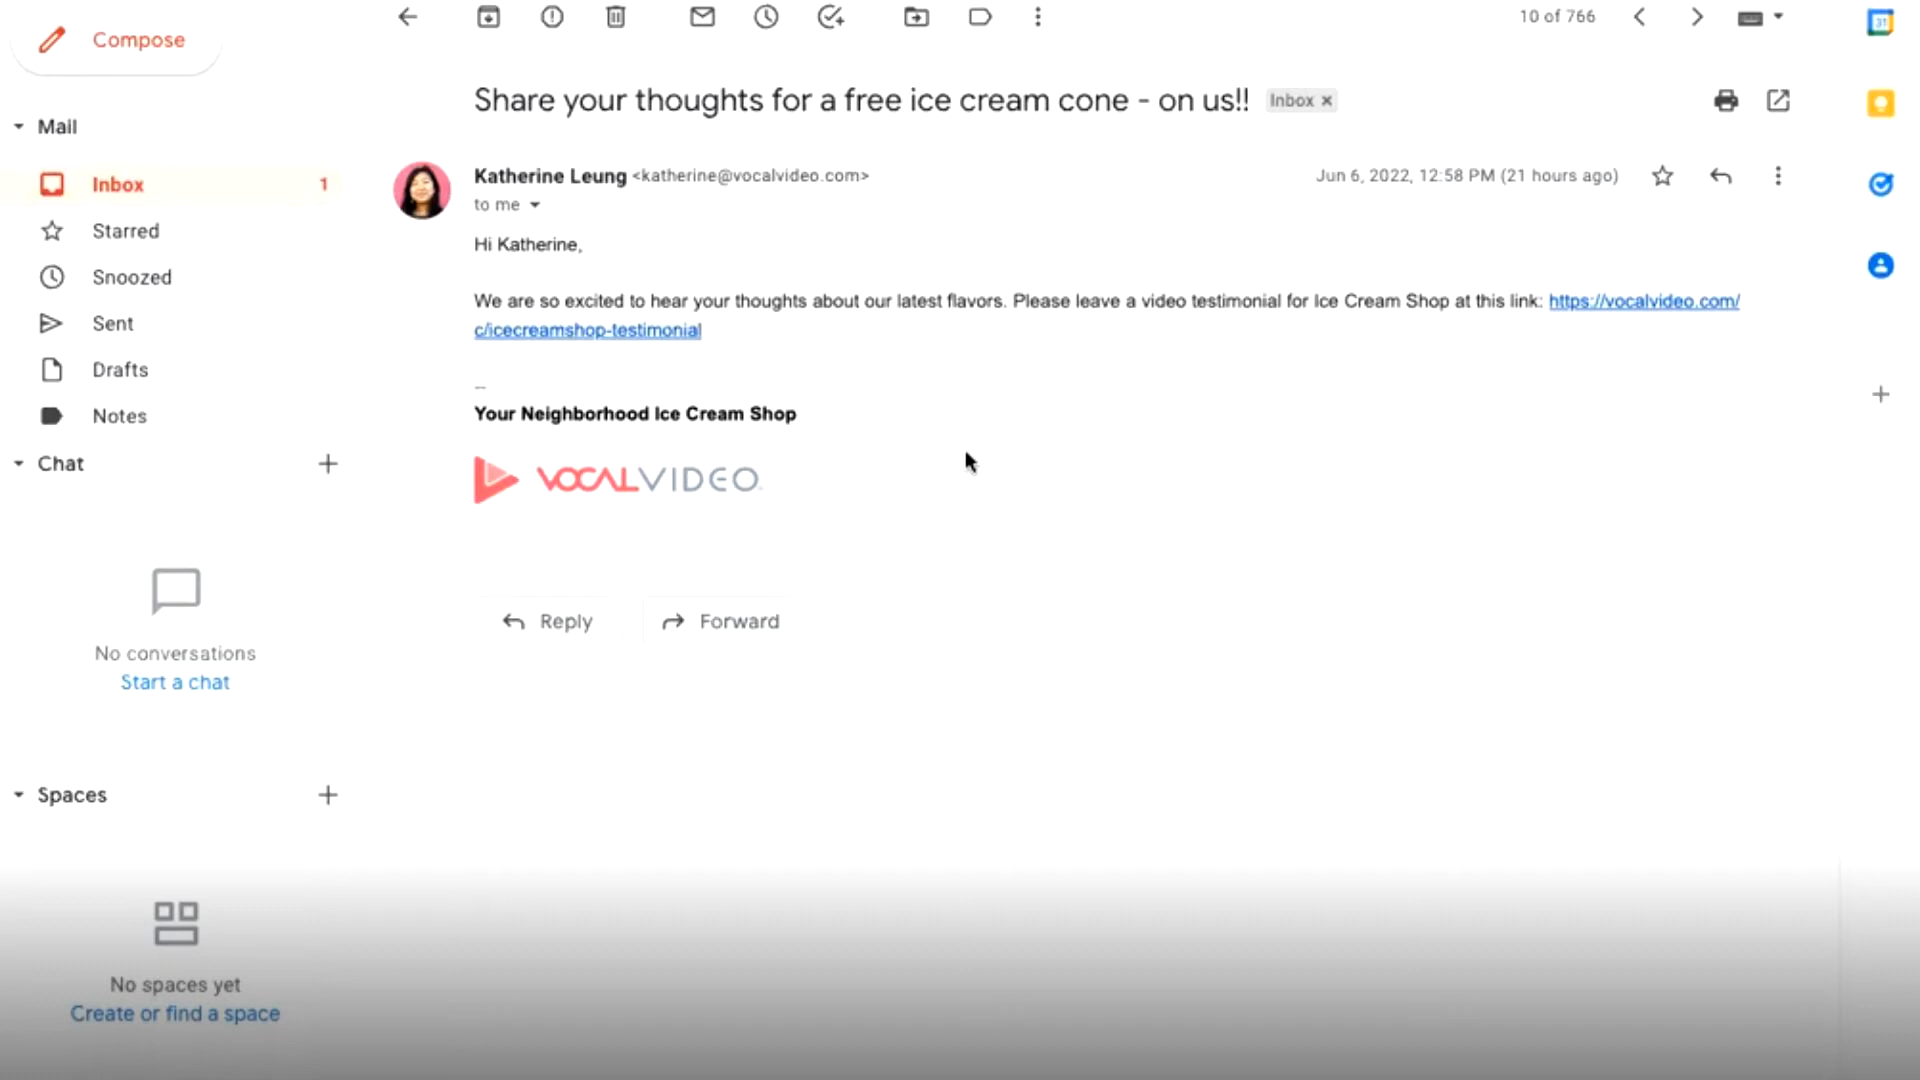 Compose
10 of 766
31
Share your thoughts for a free ice cream cone - on us!! Inbox ×
Mail
Katherine Leung <katherine@vocalvideo.com>
Jun 6, 2022, 12:58 PM (21 hours ago)
to me
Inbox 1
Starred
Snoozed
Sent
Drafts
Notes
Hi Katherine,
We are so excited to hear your thoughts about our latest flavors. Please leave a video testimonial for Ice Cream Shop at this link: https://vocalvideo.com/
c/icecreamshop-testimonial
--
Your Neighborhood Ice Cream Shop
VOCALVIDEO
Chat
No conversations
Start a chat
Reply
Forward
Spaces
No spaces yet
Create or find a space